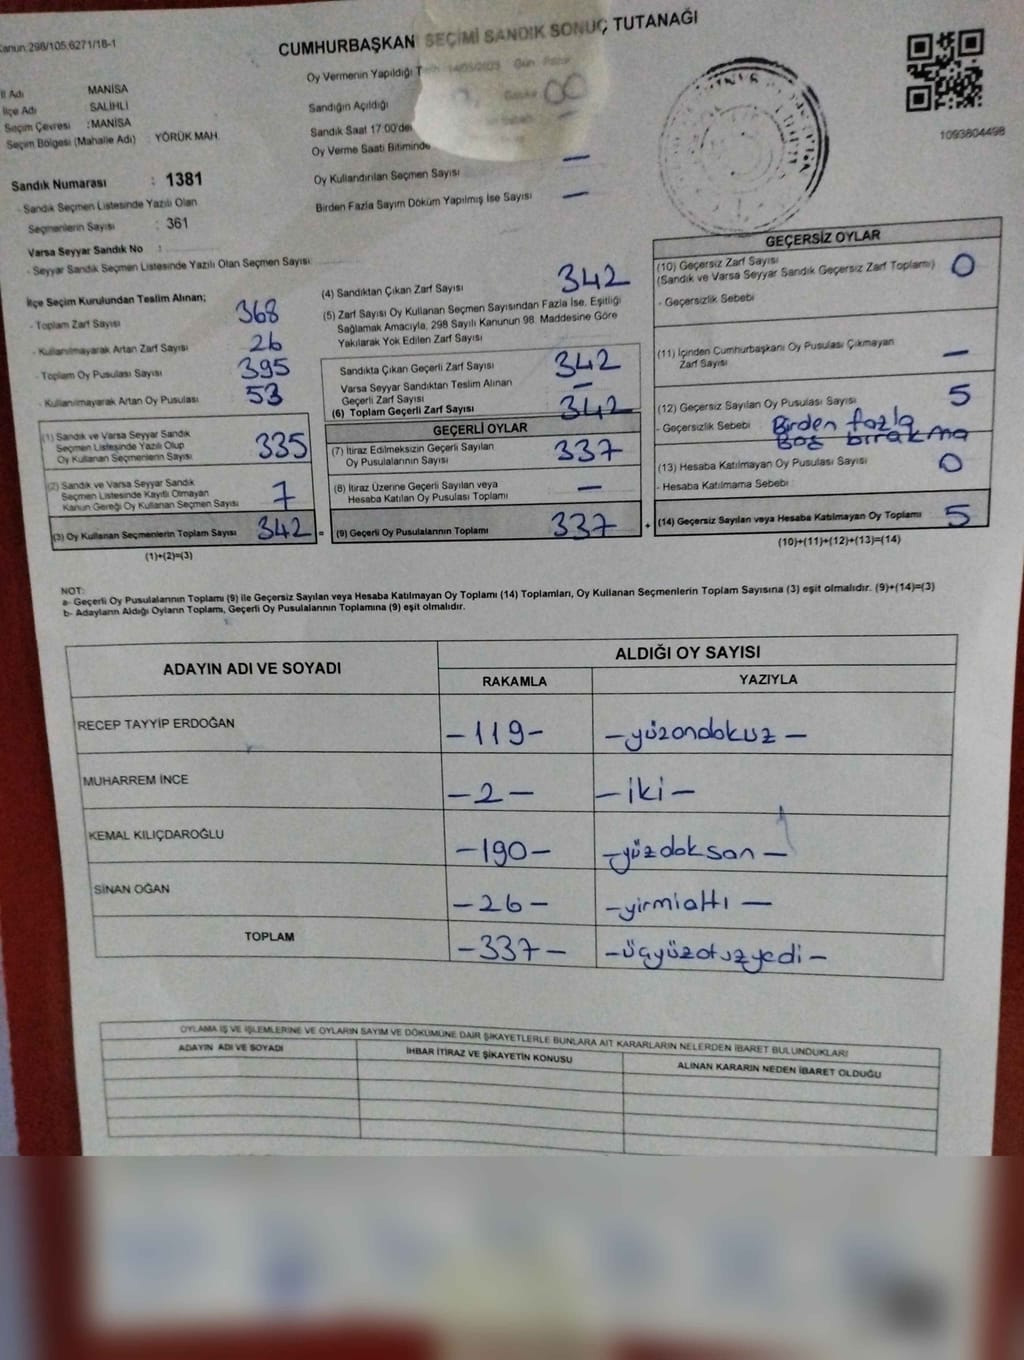 Kanun: 298/105,6271/18-1
CUMHURBAŞKANI SEÇİMİ SANDIK SONUÇ TUTANAĞI
İl Adı MANİSA
İlçe Adı SALİHLİ
Seçim Çevresi : MANİSA
Seçim Bölgesi (Mahalle Adı) : YÖRÜK MAH.
Sandık Numarası : 1381
- Sandık Seçmen Listesinde Yazılı Olan
Seçmenlerin Sayısı : 361
Varsa Seyyar Sandık No :
- Seyyar Sandık Seçmen Listesinde Yazılı Olan Seçmen Sayısı:
Oy Vermenin Yapıldığı
Sandığın Açıldığı
Sandık Saat 17:00'de
Oy Verme Saati Bitiminde
Oy Kullandırılan Seçmen Sayısı —
Birden Fazla Sayım Döküm Yapılmış İse Sayısı —
1093804498
İlçe Seçim Kurulundan Teslim Alınan;
- Toplam Zarf Sayısı 368
- Kullanılmayarak Artan Zarf Sayısı 26
- Toplam Oy Pusulası Sayısı 395
- Kullanılmayarak Artan Oy Pusulası 53
(1) Sandık ve Varsa Seyyar Sandık
Seçmen Listesinde Yazılı Olup
Oy Kullanan Seçmenlerin Sayısı 335
(2) Sandık ve Varsa Seyyar Sandık
Seçmen Listesinde Kayıtlı Olmayan
Kanun Gereği Oy Kullanan Seçmen Sayısı 7
(3) Oy Kullanan Seçmenlerin Toplam Sayısı 342 =
(1)+(2)=(3)
(4) Sandıktan Çıkan Zarf Sayısı 342
(5) Zarf Sayısı Oy Kullanan Seçmen Sayısından Fazla İse, Eşitliği
Sağlamak Amacıyla, 298 Sayılı Kanunun 98. Maddesine Göre
Yakılarak Yok Edilen Zarf Sayısı
Sandıkta Çıkan Geçerli Zarf Sayısı 342
Varsa Seyyar Sandıktan Teslim Alınan
Geçerli Zarf Sayısı —
(6) Toplam Geçerli Zarf Sayısı 342
GEÇERLİ OYLAR
(7) İtiraz Edilmeksizin Geçerli Sayılan
Oy Pusulalarının Sayısı 337
(8) İtiraz Üzerine Geçerli Sayılan veya
Hesaba Katılan Oy Pusulası Toplamı —
(9) Geçerli Oy Pusulalarının Toplamı 337 +
GEÇERSİZ OYLAR
(10) Geçersiz Zarf Sayısı 0
(Sandık ve Varsa Seyyar Sandık Geçersiz Zarf Toplamı)
- Geçersizlik Sebebi
(11) İçinden Cumhurbaşkanı Oy Pusulası Çıkmayan
Zarf Sayısı —
(12) Geçersiz Sayılan Oy Pusulası Sayısı 5
- Geçersizlik Sebebi Birden fazla
Boş bırakma
(13) Hesaba Katılmayan Oy Pusulası Sayısı 0
- Hesaba Katılmama Sebebi :
(14) Geçersiz Sayılan veya Hesaba Katılmayan Oy Toplamı 5
(10)+(11)+(12)+(13)=(14)
NOT:
a- Geçerli Oy Pusulalarının Toplamı (9) ile Geçersiz Sayılan veya Hesaba Katılmayan Oy Toplamı (14) Toplamları, Oy Kullanan Seçmenlerin Toplam Sayısına (3) eşit olmalıdır. (9)+(14)=(3)
b- Adayların Aldığı Oyların Toplamı, Geçerli Oy Pusulalarının Toplamına (9) eşit olmalıdır.
ADAYIN ADI VE SOYADI
ALDIĞI OY SAYISI
RAKAMLA YAZIYLA
RECEP TAYYİP ERDOĞAN -119- -yüzondokuz-
MUHARREM İNCE -2- -iki-
KEMAL KILIÇDAROĞLU -190- -yüzdoksan-
SİNAN OĞAN -26- -yirmialtı-
TOPLAM -337- -üçyüzotuzyedi-
OYLAMA İŞ VE İŞLEMLERİNE VE OYLARIN SAYIM VE DÖKÜMÜNE DAİR ŞİKAYETLERLE BUNLARA AİT KARARLARIN NELERDEN İBARET BULUNDUKLARI
ADAYIN ADI VE SOYADI İHBAR İTİRAZ VE ŞİKAYETİN KONUSU ALINAN KARARIN NEDEN İBARET OLDUĞU